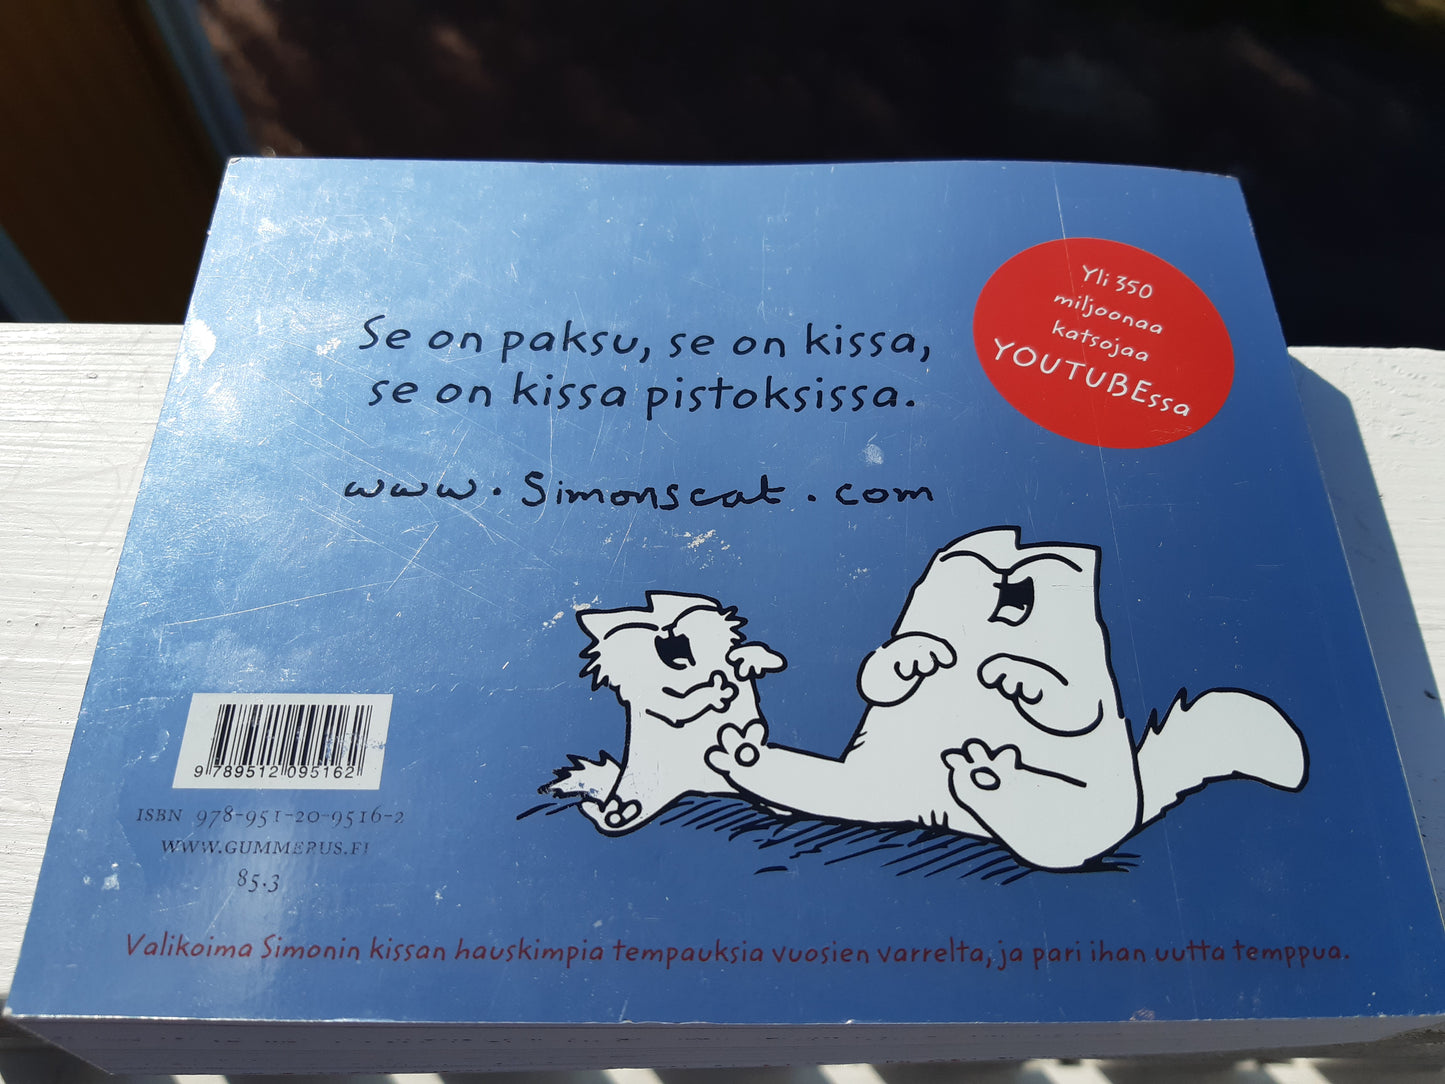 Yli 350
miljoonaa
katsojaa
YOUTUBEssa
Se on paksu, se on kissa,
se on kissa pistoksissa.
www.simonscat.com
9 789512 095162
ISBN 978-951-20-9516-2
WWW.GUMMERUS.FI
85.3
Valikoima Simonin kissan hauskimpia tempauksia vuosien varrelta, ja pari ihan uutta temppua.